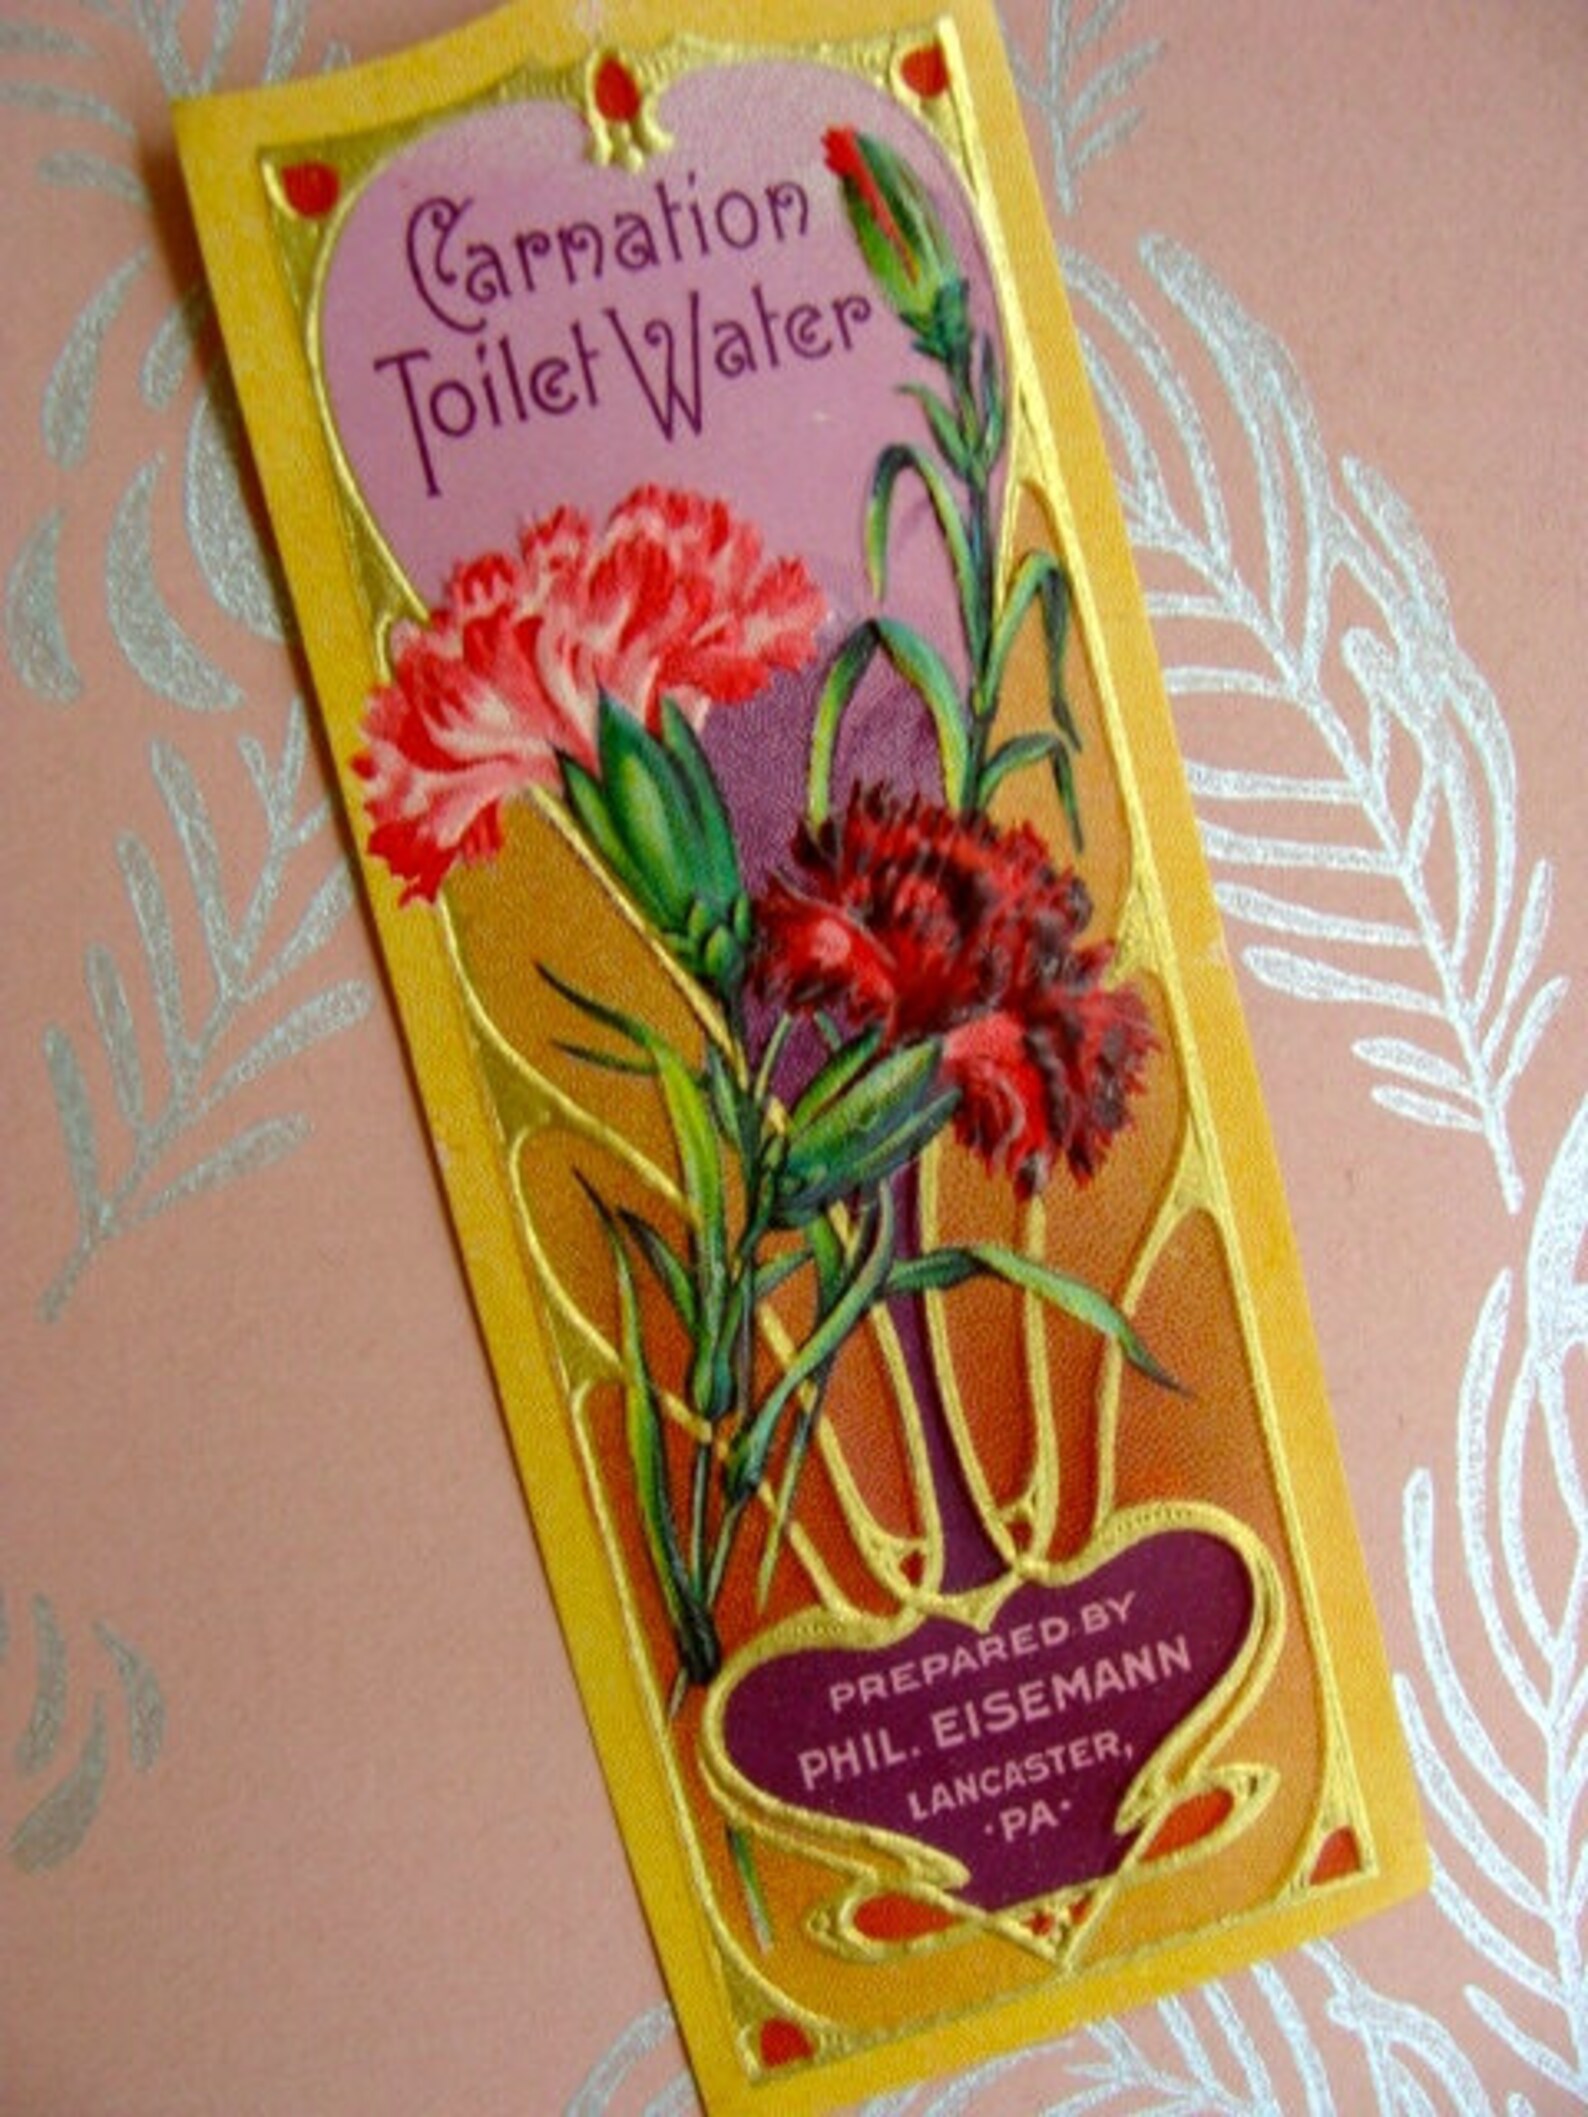 Carnation
Toilet Water
PREPARED BY
PHIL. EISEMANN
LANCASTER,
·PA·